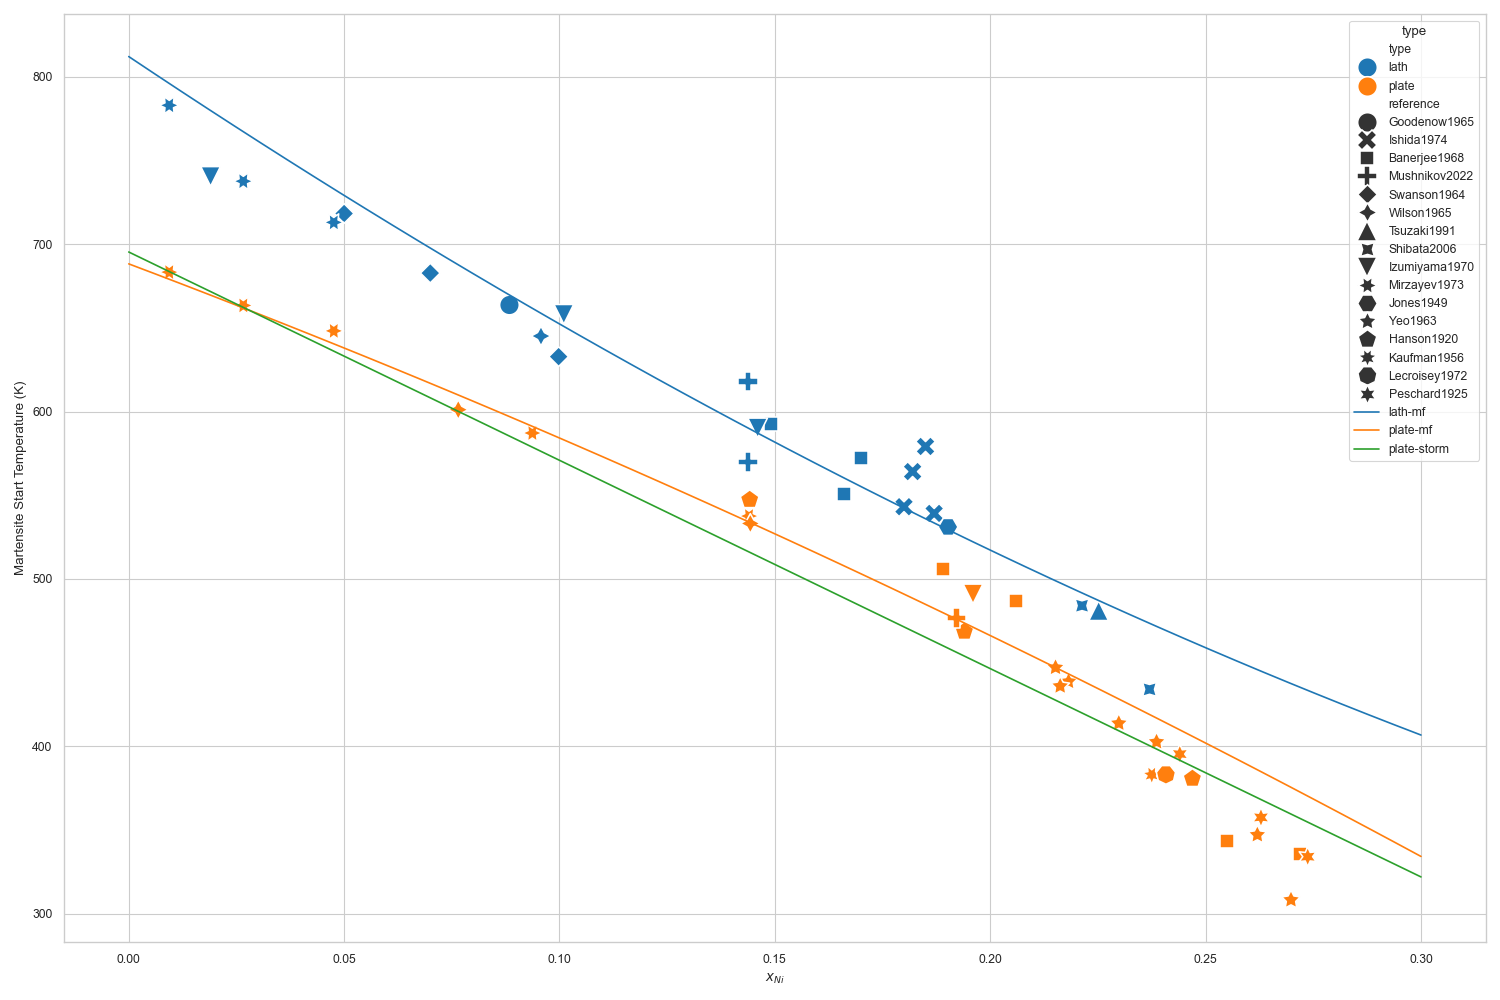 800
700
600
500
400
300
Martensite Start Temperature (K)
0.00
0.05
0.10
0.15
0.20
0.25
0.30
x_Ni
type
type
lath
plate
reference
Goodenow1965
Ishida1974
Banerjee1968
Mushnikov2022
Swanson1964
Wilson1965
Tsuzaki1991
Shibata2006
Izumiyama1970
Mirzayev1973
Jones1949
Yeo1963
Hanson1920
Kaufman1956
Lecroisey1972
Peschard1925
lath-mf
plate-mf
plate-storm